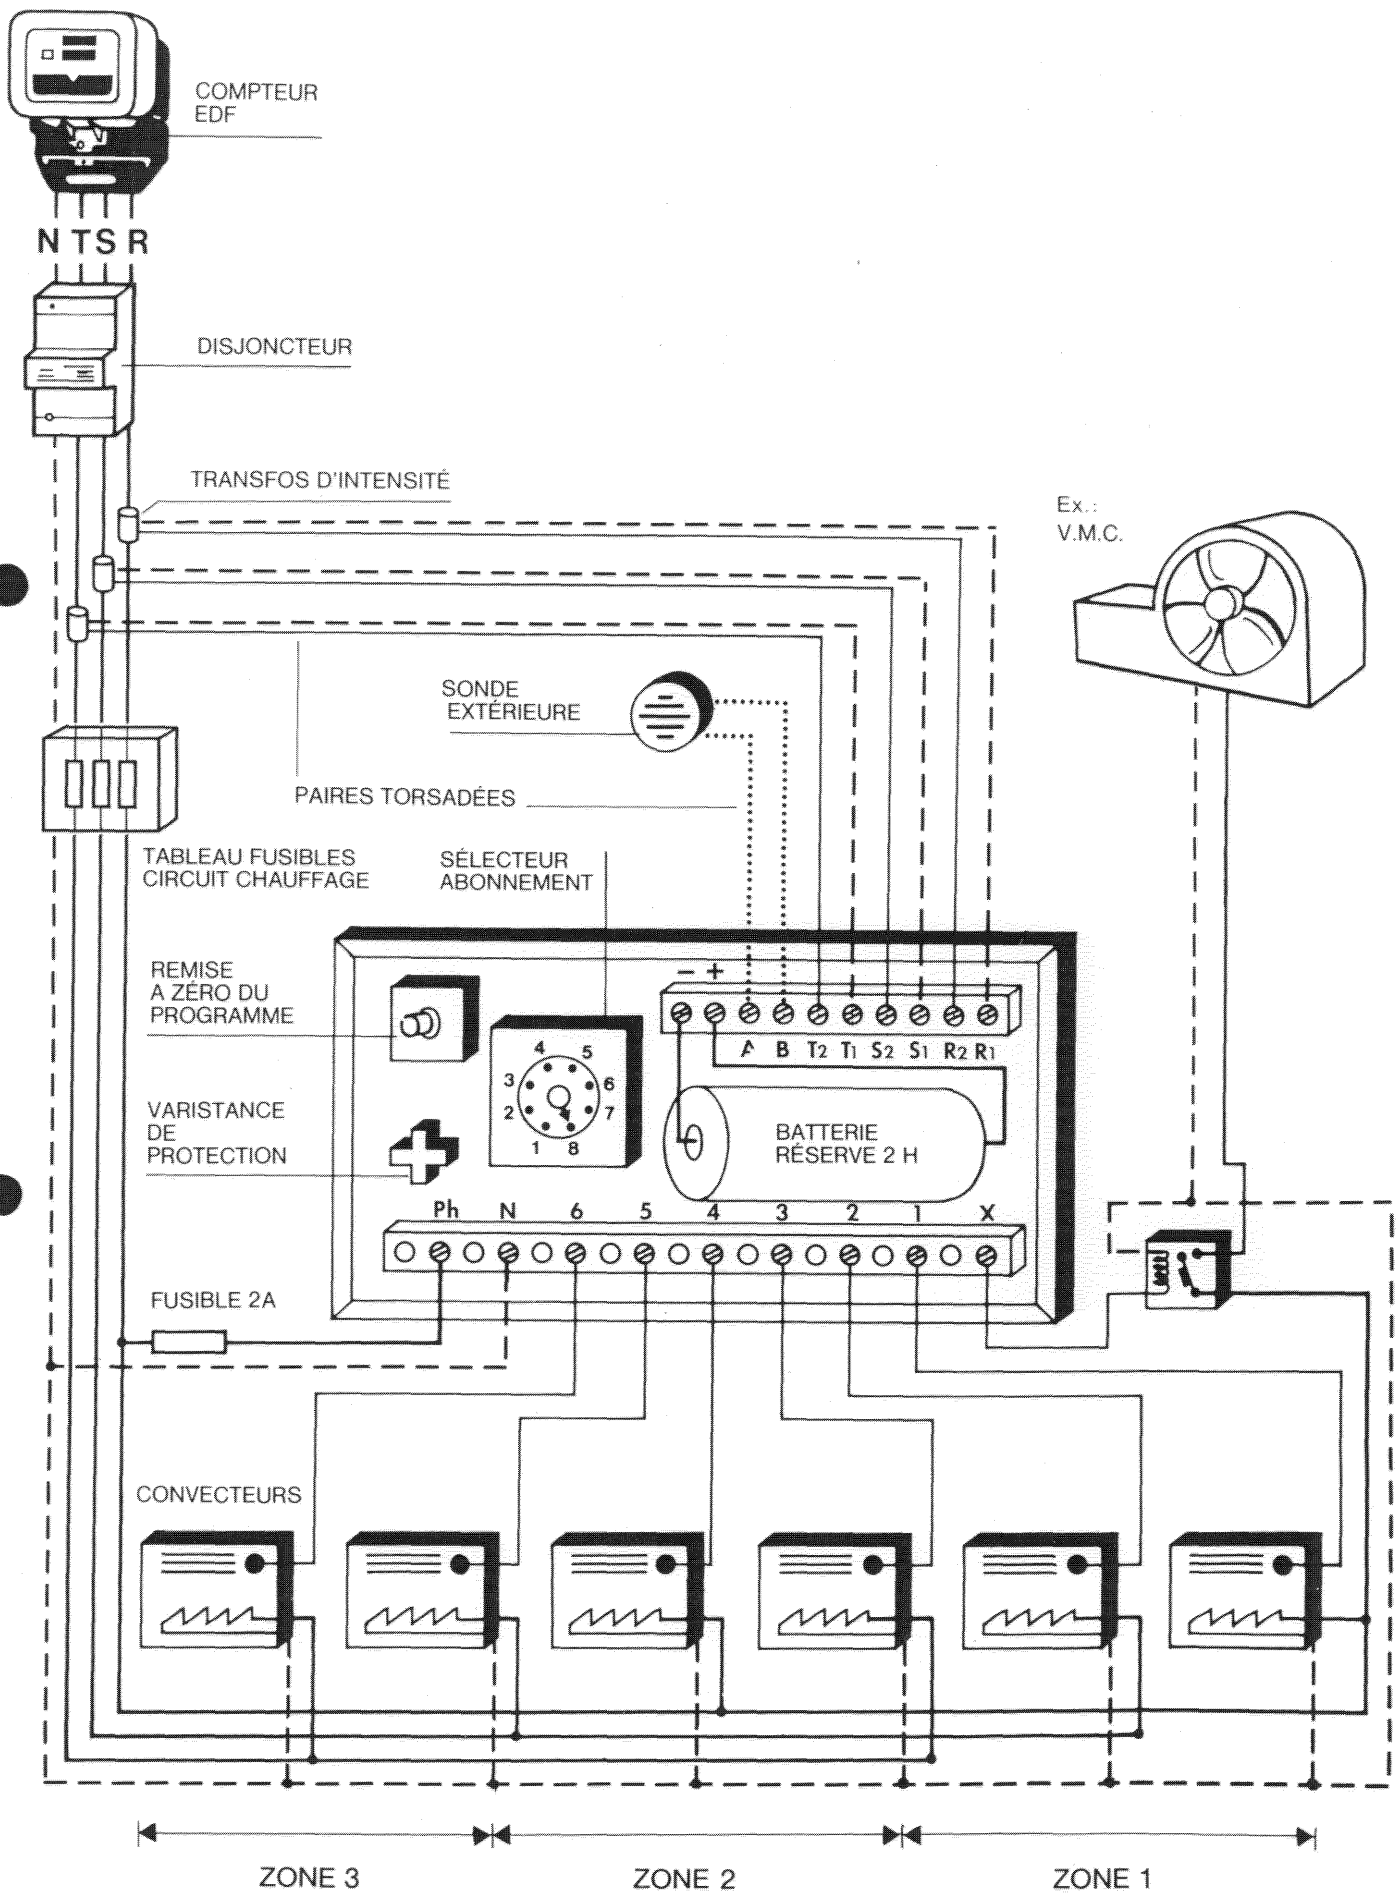 COMPTEUR
EDF
N T S R
DISJONCTEUR
TRANSFOS D'INTENSITÉ
Ex.:
V.M.C.
SONDE
EXTÉRIEURE
PAIRES TORSADÉES
TABLEAU FUSIBLES
CIRCUIT CHAUFFAGE
SÉLECTEUR
ABONNEMENT
REMISE
A ZÉRO DU
PROGRAMME
- +
A B T2 T1 S2 S1 R2 R1
4 5
3 6
2 7
1 8
VARISTANCE
DE
PROTECTION
BATTERIE
RÉSERVE 2 H
Ph N 6 5 4 3 2 1 X
FUSIBLE 2A
CONVECTEURS
ZONE 3 ZONE 2 ZONE 1